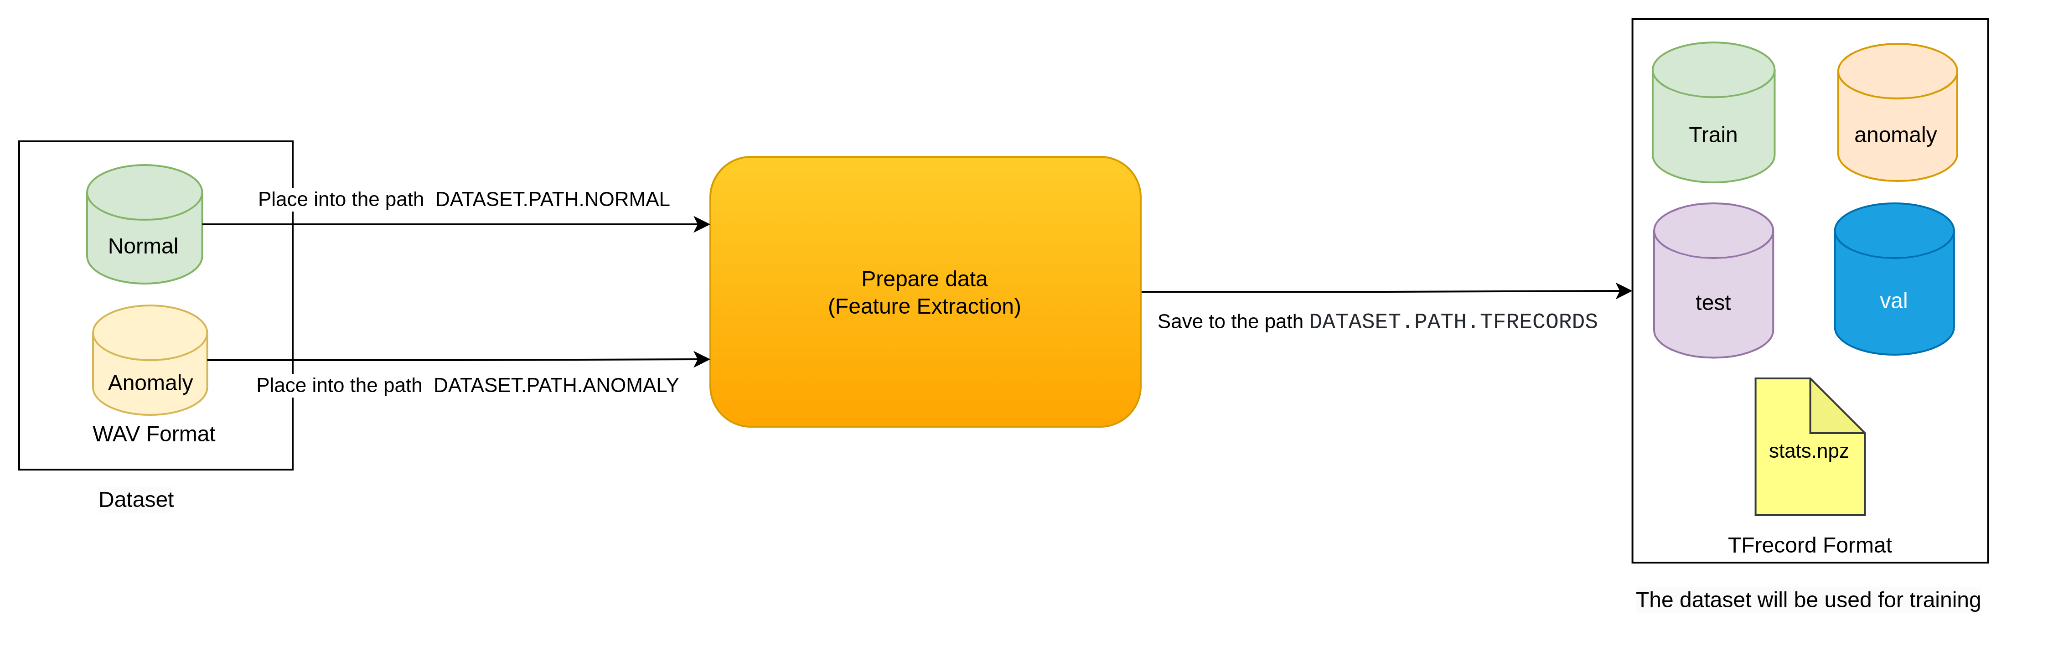 Normal
Anomaly
WAV Format
Dataset
Place into the path  DATASET.PATH.NORMAL
Place into the path  DATASET.PATH.ANOMALY
Prepare data
(Feature Extraction)
Save to the path DATASET.PATH.TFRECORDS
Train
anomaly
test
val
stats.npz
TFrecord Format
The dataset will be used for training